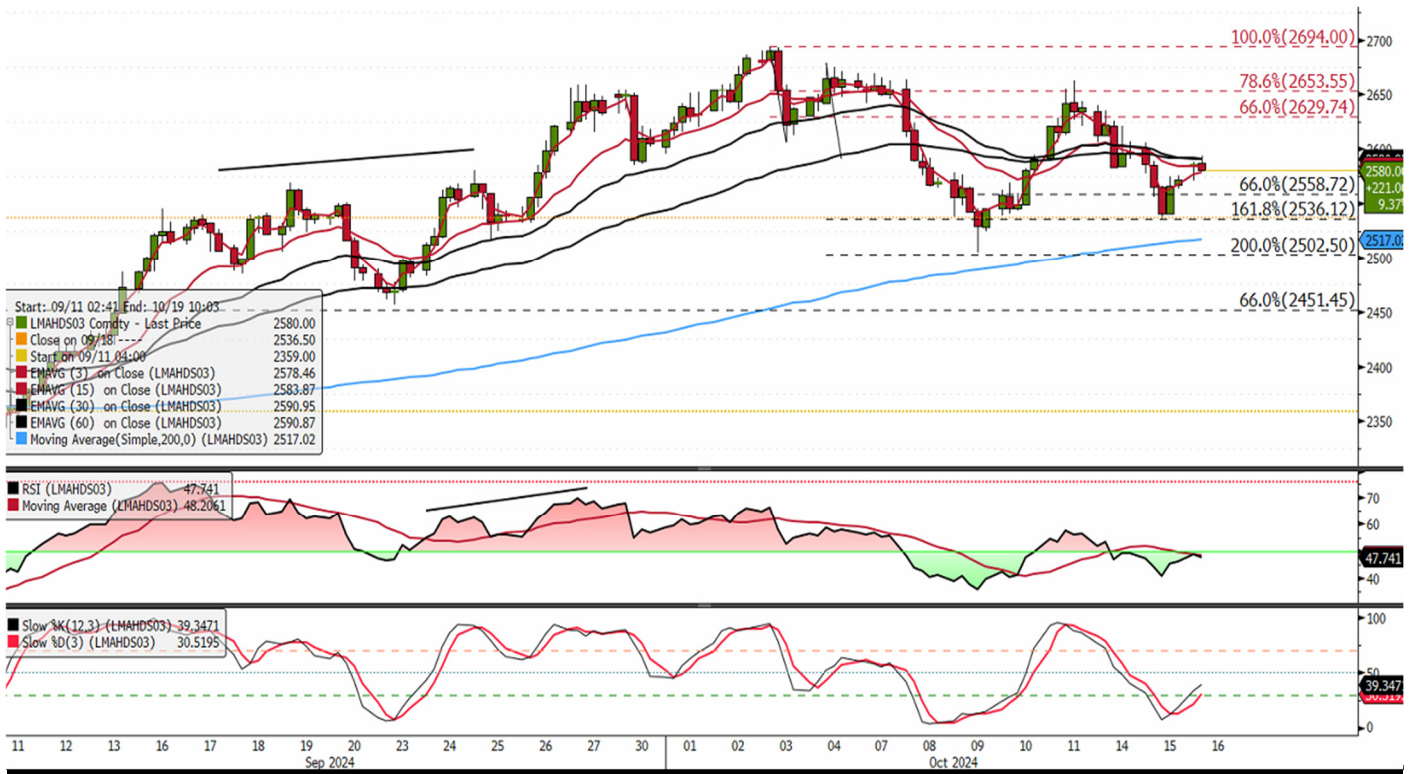 100.0%(2694.00)
2700
78.6%(2653.55)
2650
66.0%(2629.74)
2600
2580.00
66.0%(2558.72)
+221.00
9.37%
161.8%(2536.12)
2517.02
200.0%(2502.50)
2500
66.0%(2451.45)
2450
2400
2350
Start: 09/11 02:41 End: 10/19 10:03
LMAHDS03 Comdty - Last Price 2580.00
Close on 09/18 ---- 2536.50
Start on 09/11 04:00 2359.00
EMAVG (3) on Close (LMAHDS03) 2578.46
EMAVG (15) on Close (LMAHDS03) 2583.87
EMAVG (30) on Close (LMAHDS03) 2590.95
EMAVG (60) on Close (LMAHDS03) 2590.87
Moving Average(Simple,200,0) (LMAHDS03) 2517.02
RSI (LMAHDS03) 47.741
Moving Average (LMAHDS03) 48.2061
70
60
47.741
40
Slow %K(12,3) (LMAHDS03) 39.3471
Slow %D(3) (LMAHDS03) 30.5195
100
50
39.3471
0
11 12 13 16 17 18 19 20 23 24 25 26 27 30 01 02 03 04 07 08 09 10 11 14 15 16
Sep 2024 Oct 2024